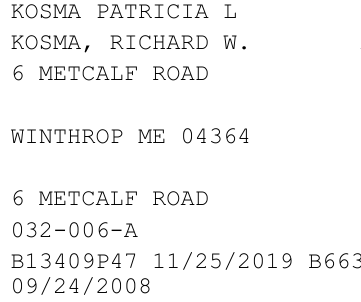 KOSMA PATRICIA L
KOSMA, RICHARD W.
6 METCALF ROAD
WINTHROP ME 04364
6 METCALF ROAD
032-006-A
B13409P47 11/25/2019 B663
09/24/2008